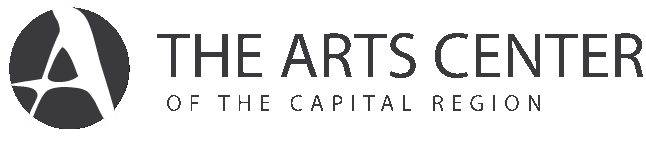 THE ARTS CENTER
OF THE CAPITAL REGION